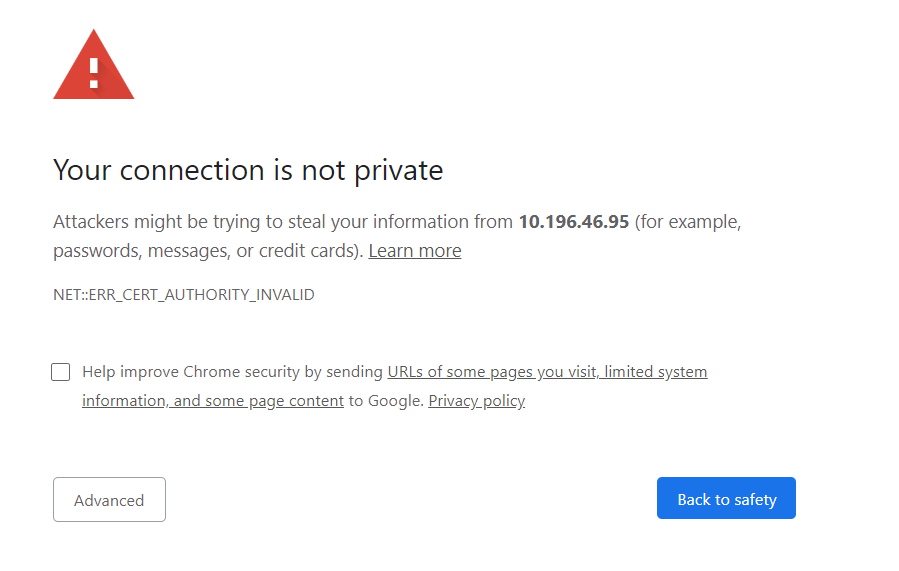 Your connection is not private
Attackers might be trying to steal your information from 10.196.46.95 (for example,
passwords, messages, or credit cards). Learn more
NET::ERR_CERT_AUTHORITY_INVALID
Help improve Chrome security by sending URLs of some pages you visit, limited system
information, and some page content to Google. Privacy policy
Advanced
Back to safety